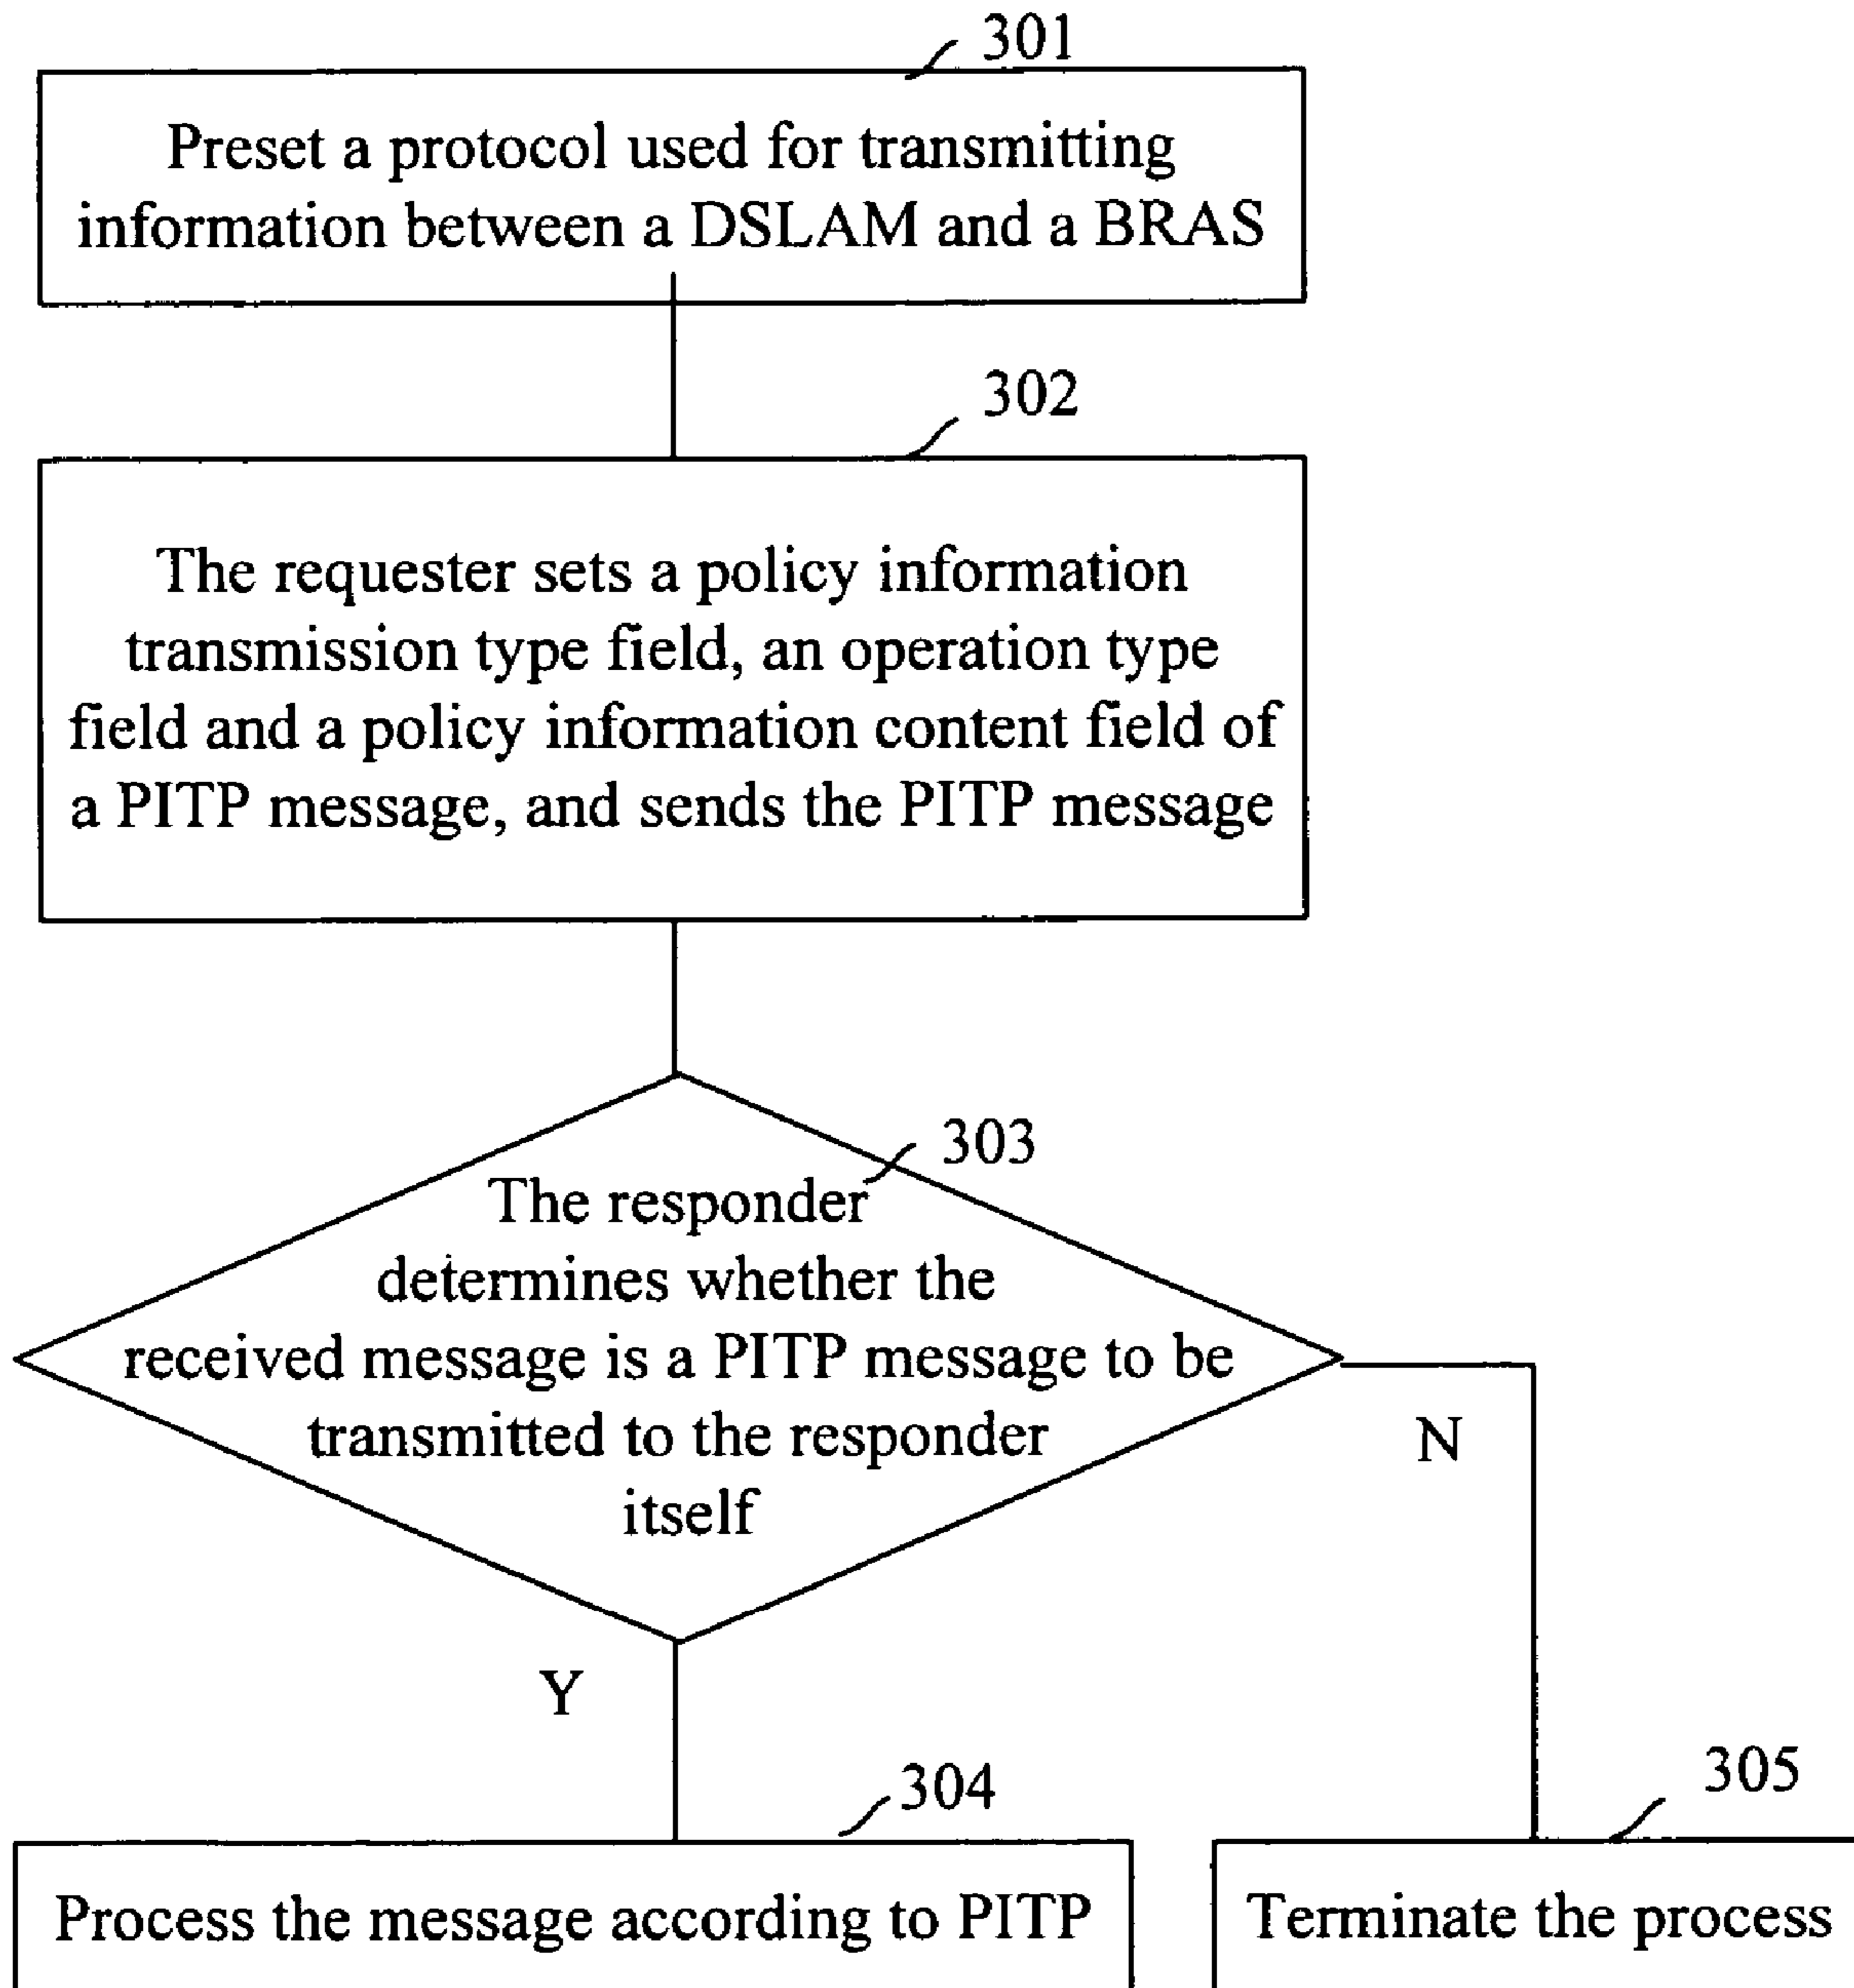 301
Preset a protocol used for transmitting
information between a DSLAM and a BRAS
302
The requester sets a policy information
transmission type field, an operation type
field and a policy information content field of
a PITP message, and sends the PITP message
303
The responder
determines whether the
received message is a PITP message to be
transmitted to the responder
itself
N
Y
304
Process the message according to PITP
305
Terminate the process